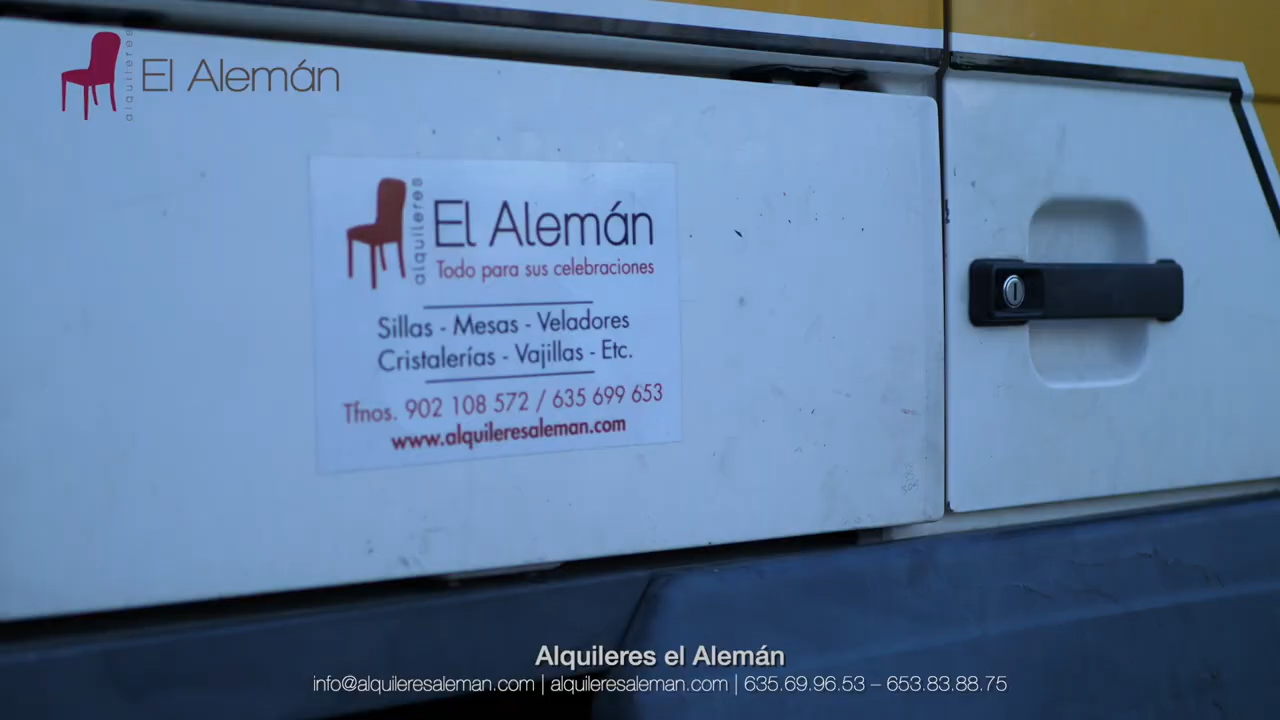 alquileres
El Alemán
alquileres
El Alemán
Todo para sus celebraciones
Sillas - Mesas - Veladores
Cristalerías - Vajillas - Etc.
Tfnos. 902 108 572 / 635 699 653
www.alquileresaleman.com
Alquileres el Alemán
info@alquileresaleman.com | alquileresaleman.com | 635.69.96.53 – 653.83.88.75